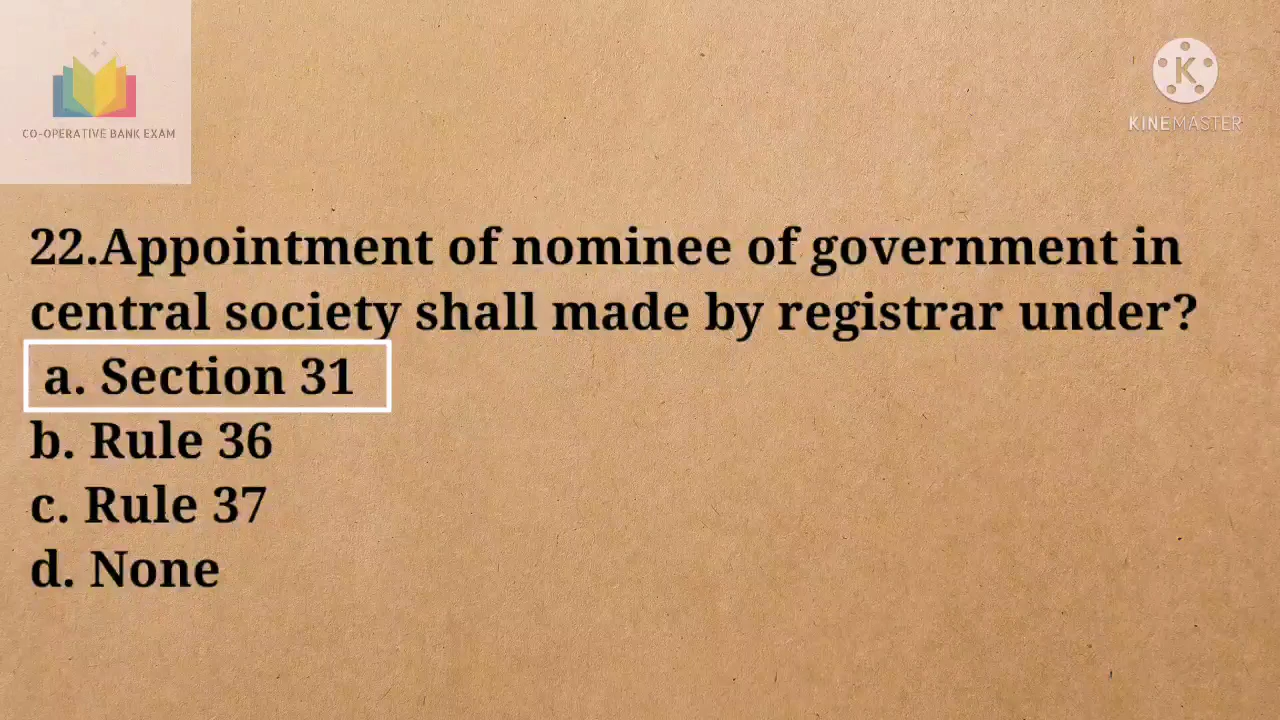 CO-OPERATIVE BANK EXAM
K
KINEMASTER
22.Appointment of nominee of government in
central society shall made by registrar under?
a. Section 31
b. Rule 36
c. Rule 37
d. None